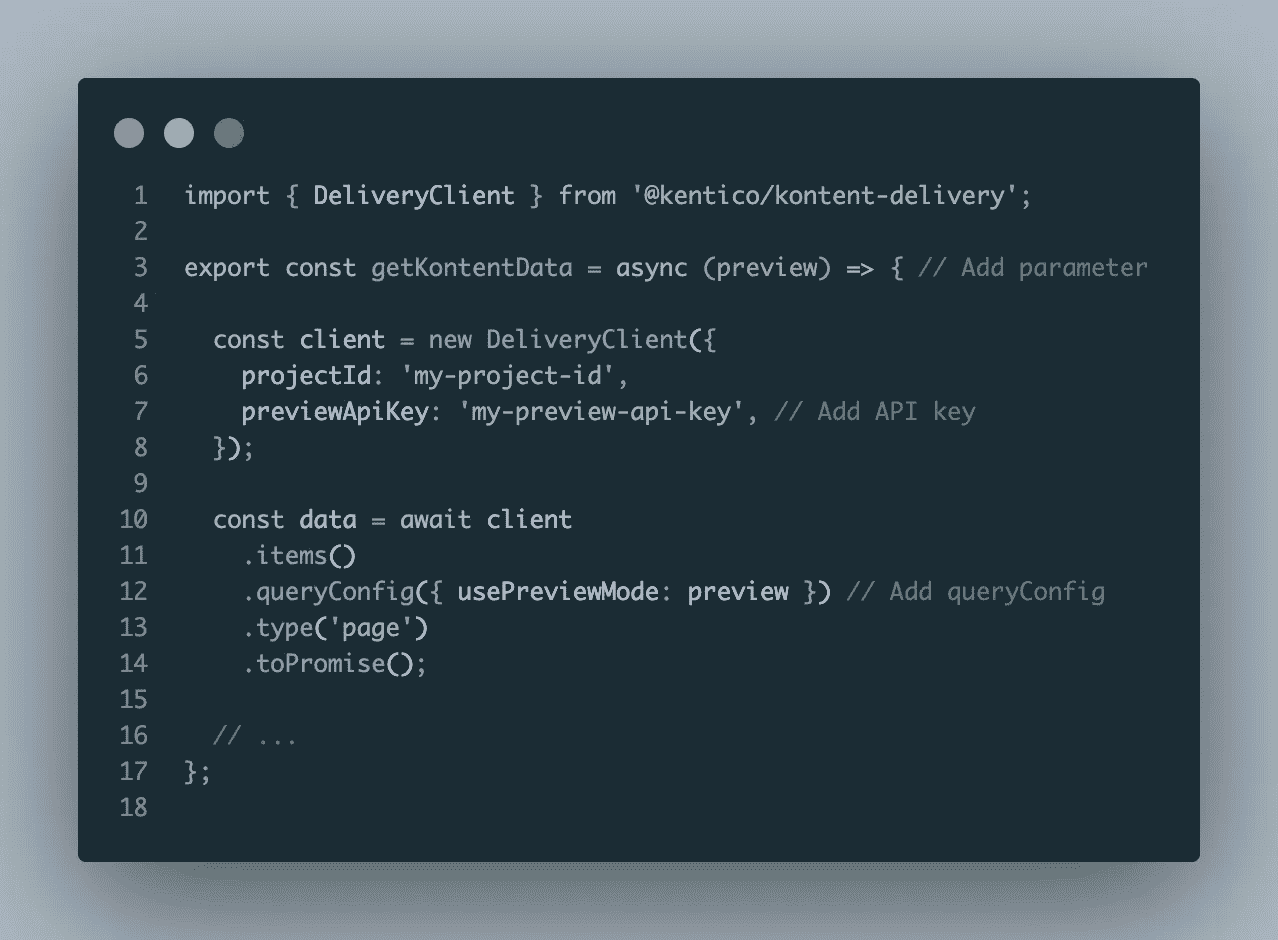 1 import { DeliveryClient } from '@kentico/kontent-delivery';
2
3 export const getKontentData = async (preview) => { // Add parameter
4
5   const client = new DeliveryClient({
6     projectId: 'my-project-id',
7     previewApiKey: 'my-preview-api-key', // Add API key
8   });
9
10   const data = await client
11     .items()
12     .queryConfig({ usePreviewMode: preview }) // Add queryConfig
13     .type('page')
14     .toPromise();
15
16   // ...
17 };
18